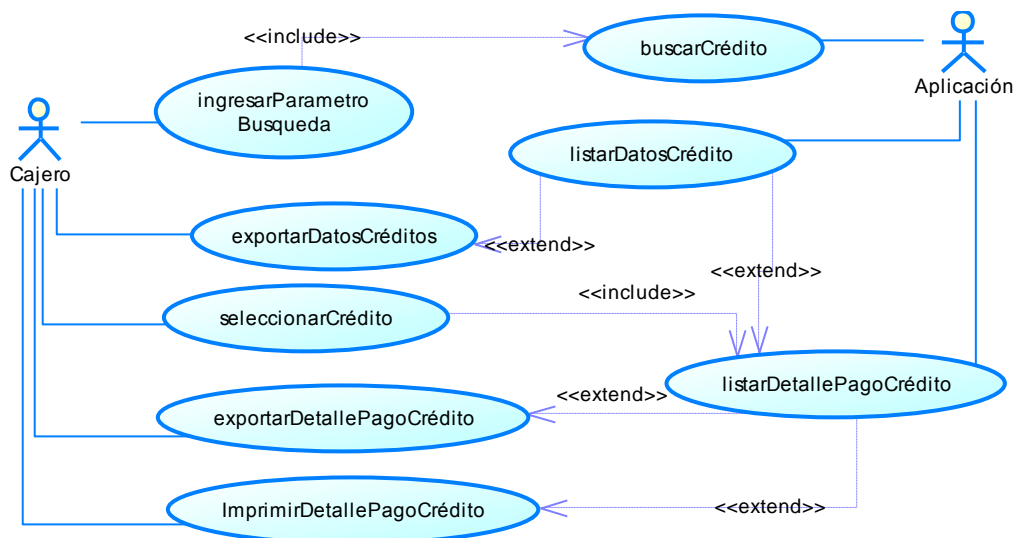 <<include>>
buscarCrédito
Aplicación
ingresarParametro
Busqueda
Cajero
listarDatosCrédito
exportarDatosCréditos
<<extend>>
<<extend>>
<<include>>
seleccionarCrédito
listarDetallePagoCrédito
<<extend>>
exportarDetallePagoCrédito
ImprimirDetallePagoCrédito
<<extend>>